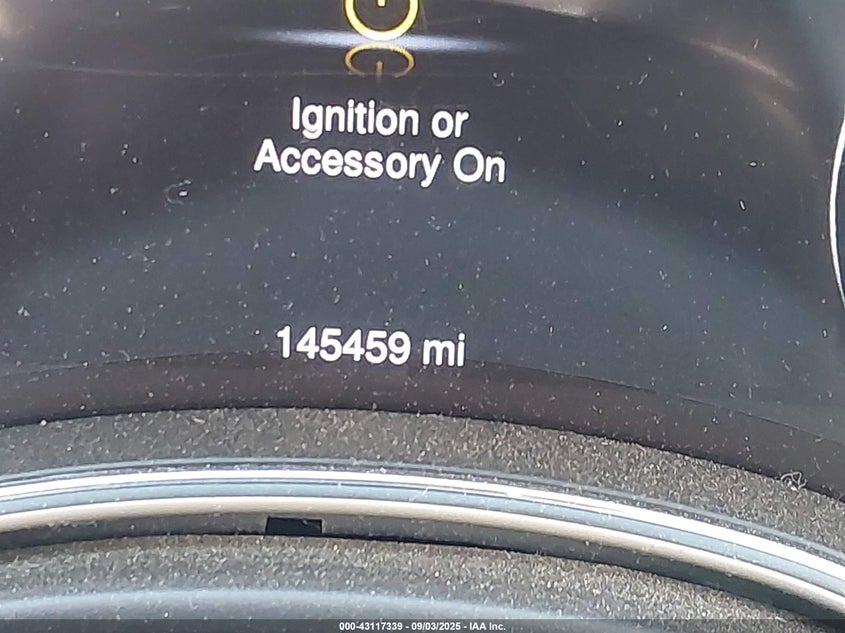 Ignition or
Accessory On
145459 mi
000-43117339 - 09/03/2025 - IAA Inc.